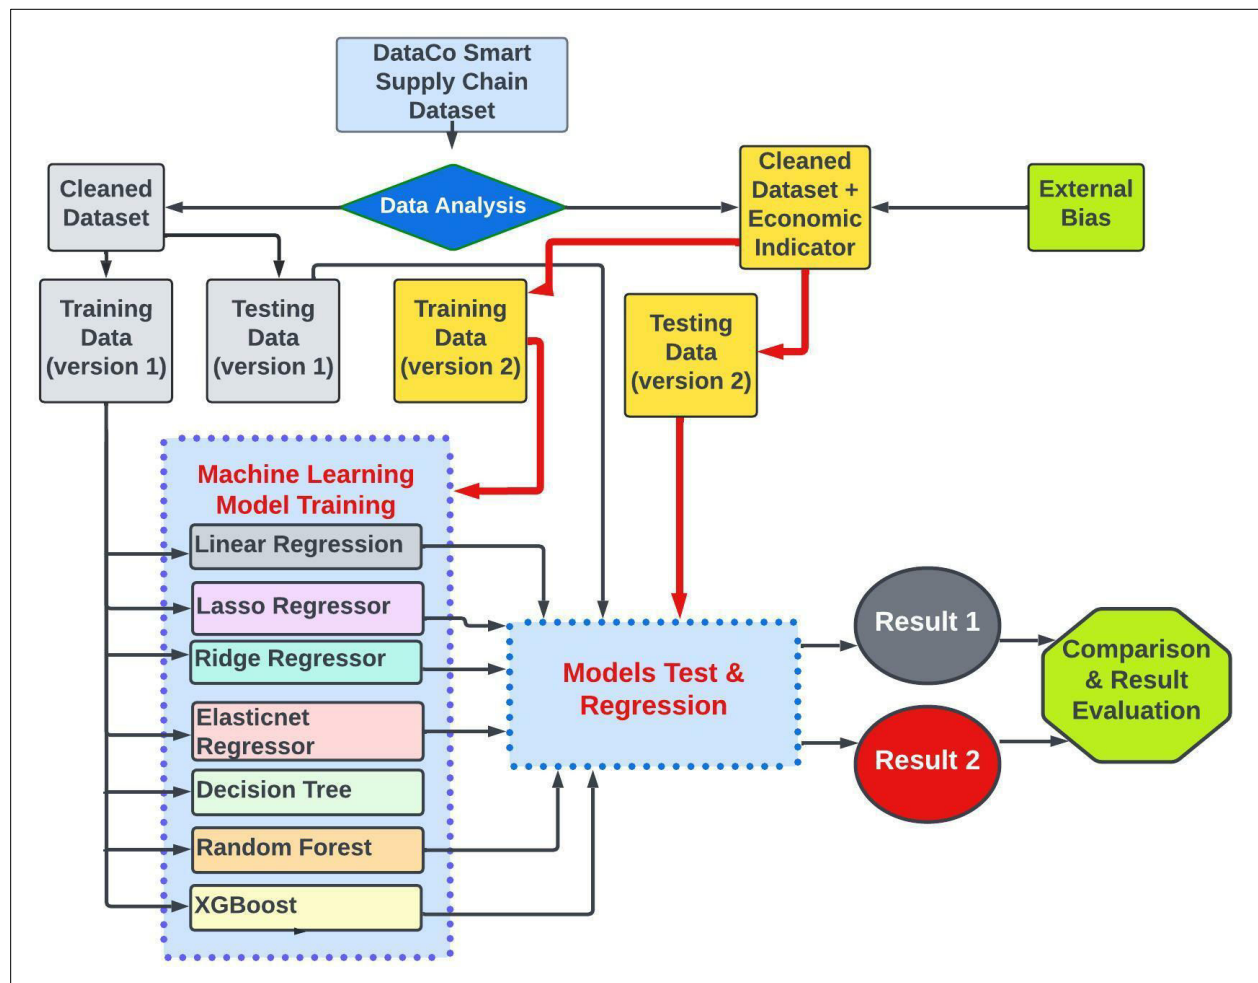 DataCo Smart
Supply Chain
Dataset
Cleaned
Dataset
Data Analysis
Cleaned
Dataset +
Economic
Indicator
External
Bias
Training
Data
(version 1)
Testing
Data
(version 1)
Training
Data
(version 2)
Testing
Data
(version 2)
Machine Learning
Model Training
Linear Regression
Lasso Regressor
Ridge Regressor
Elasticnet
Regressor
Decision Tree
Random Forest
XGBoost
Models Test &
Regression
Result 1
Result 2
Comparison
& Result
Evaluation